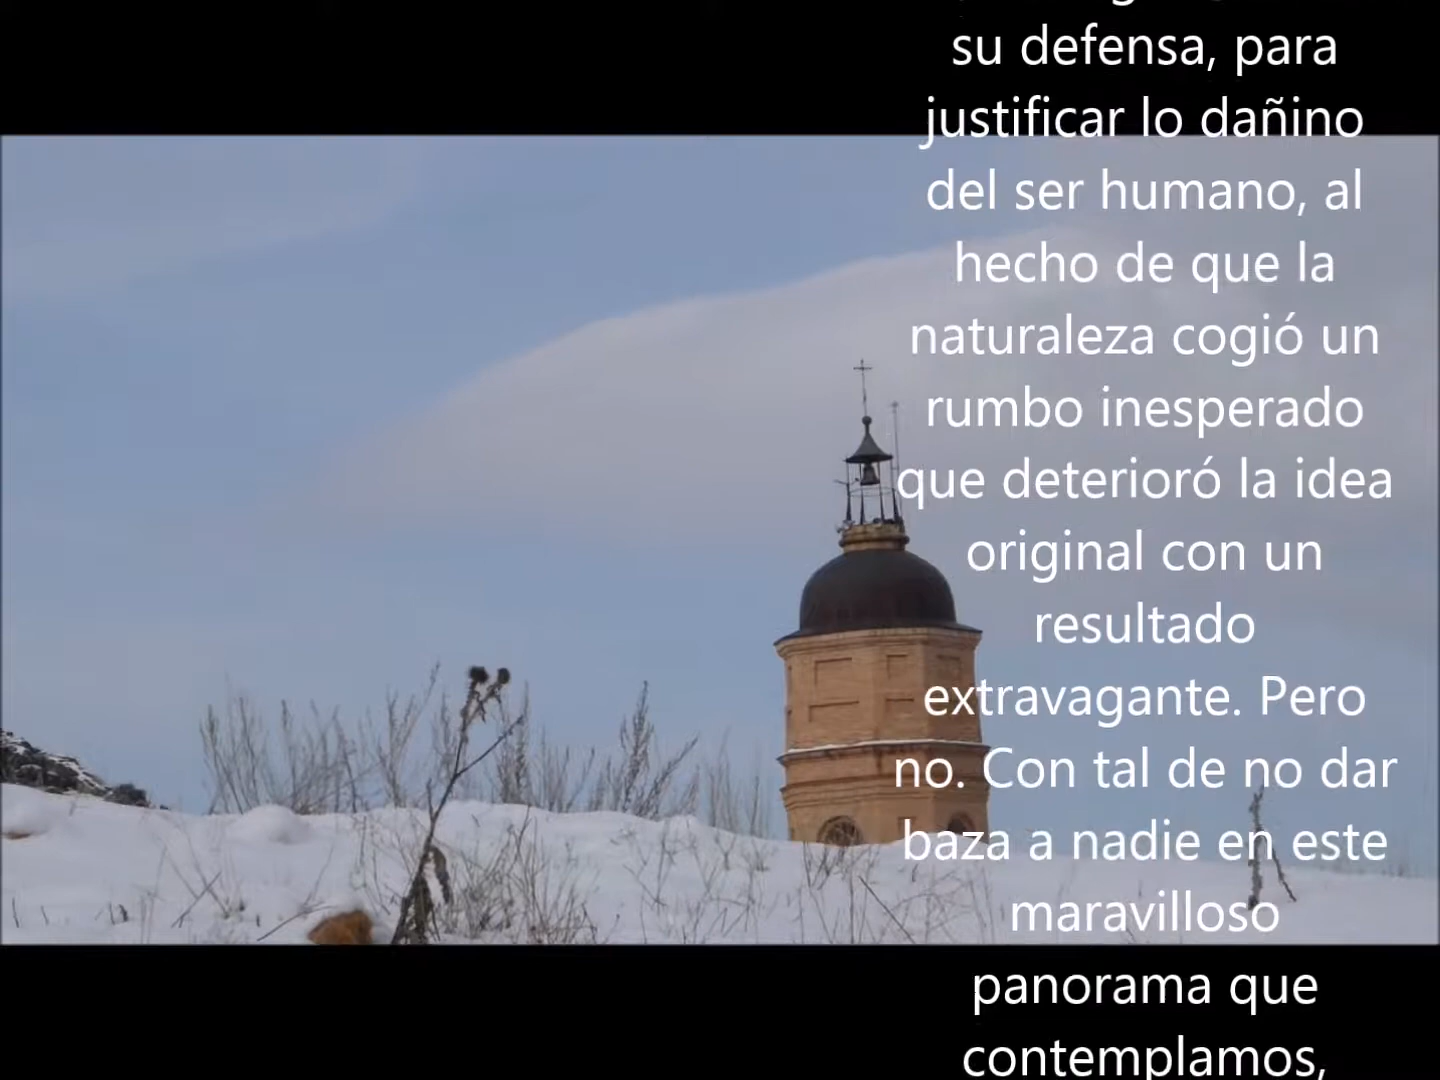 su defensa, para
justificar lo dañino
del ser humano, al
hecho de que la
naturaleza cogió un
rumbo inesperado
que deterioró la idea
original con un
resultado
extravagante. Pero
no. Con tal de no dar
baza a nadie en este
maravilloso
panorama que
contemplamos,